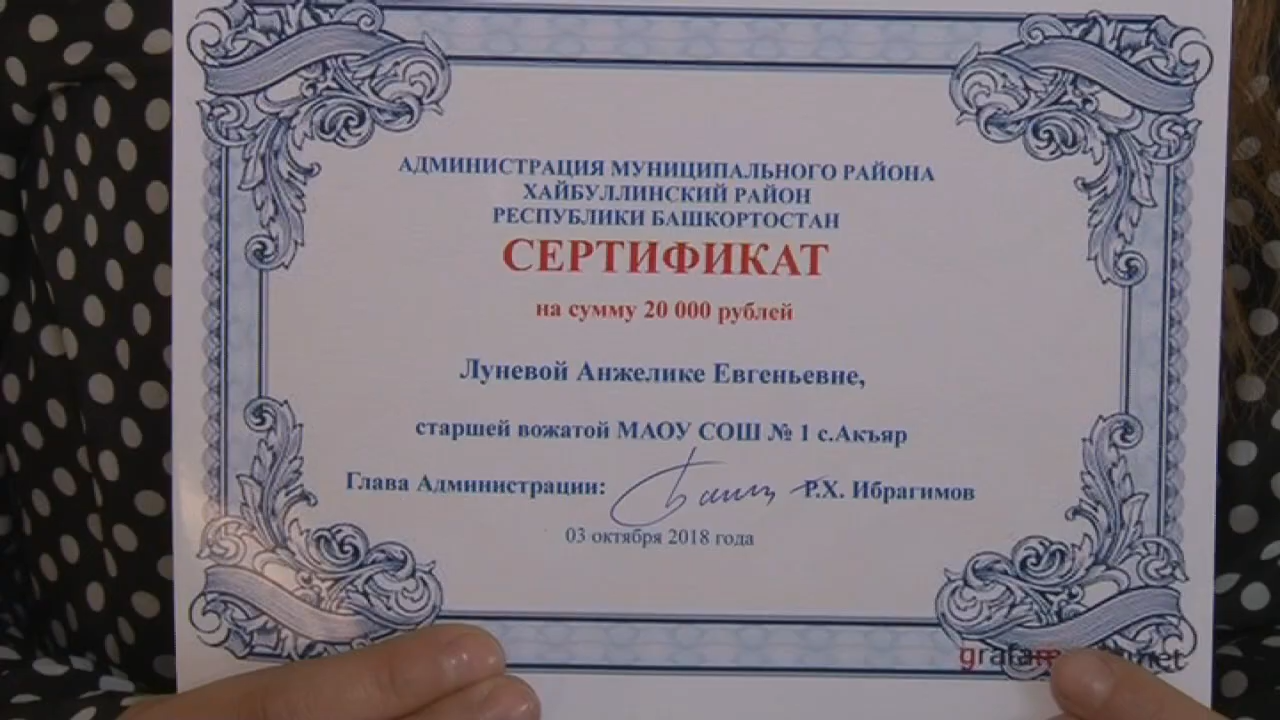 АДМИНИСТРАЦИЯ МУНИЦИПАЛЬНОГО РАЙОНА
ХАЙБУЛЛИНСКИЙ РАЙОН
РЕСПУБЛИКИ БАШКОРТОСТАН
СЕРТИФИКАТ
на сумму 20 000 рублей
Луневой Анжелике Евгеньевне,
старшей вожатой МАОУ СОШ № 1 с.Акъяр
Глава Администрации: Р.Х. Ибрагимов
03 октября 2018 года